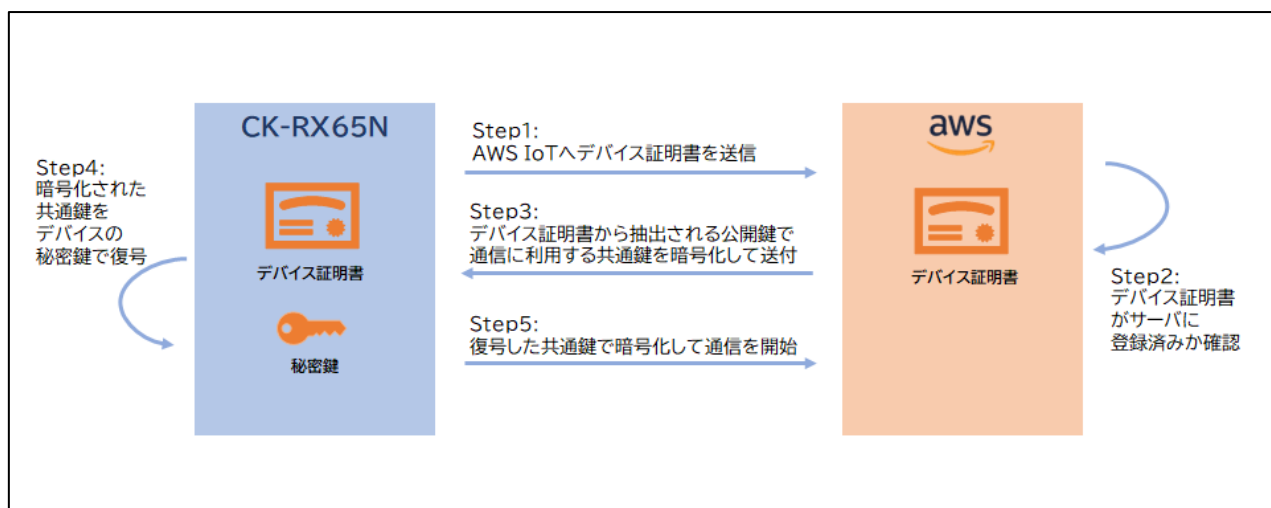 CK-RX65N
デバイス証明書
秘密鍵
Step1:
AWS IoTへデバイス証明書を送信
aws
デバイス証明書
Step2:
デバイス証明書
がサーバに
登録済みか確認
Step3:
デバイス証明書から抽出される公開鍵で
通信に利用する共通鍵を暗号化して送付
Step4:
暗号化された
共通鍵を
デバイスの
秘密鍵で復号
Step5:
復号した共通鍵で暗号化して通信を開始